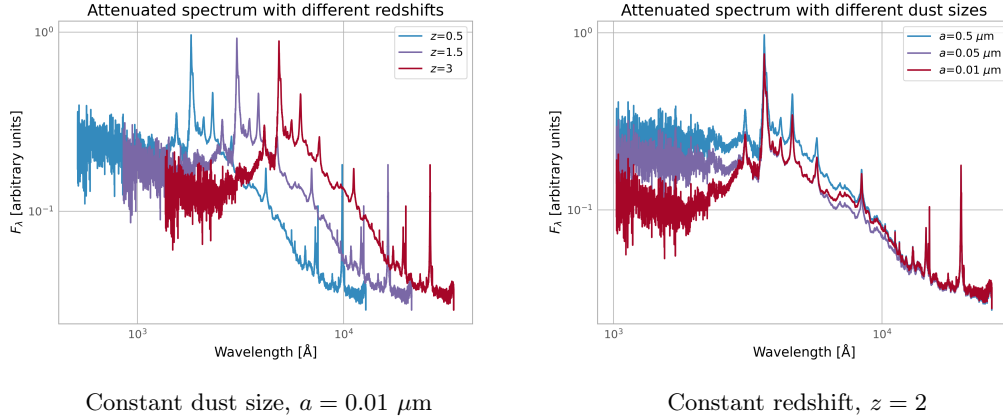 Attenuated spectrum with different redshifts
z=0.5
z=1.5
z=3
10⁰
10⁻¹
F_λ [arbitrary units]
10³
10⁴
Wavelength [Å]
Constant dust size, a = 0.01 μm
Attenuated spectrum with different dust sizes
a=0.5 μm
a=0.05 μm
a=0.01 μm
10⁰
10⁻¹
F_λ [arbitrary units]
10³
10⁴
Wavelength [Å]
Constant redshift, z = 2